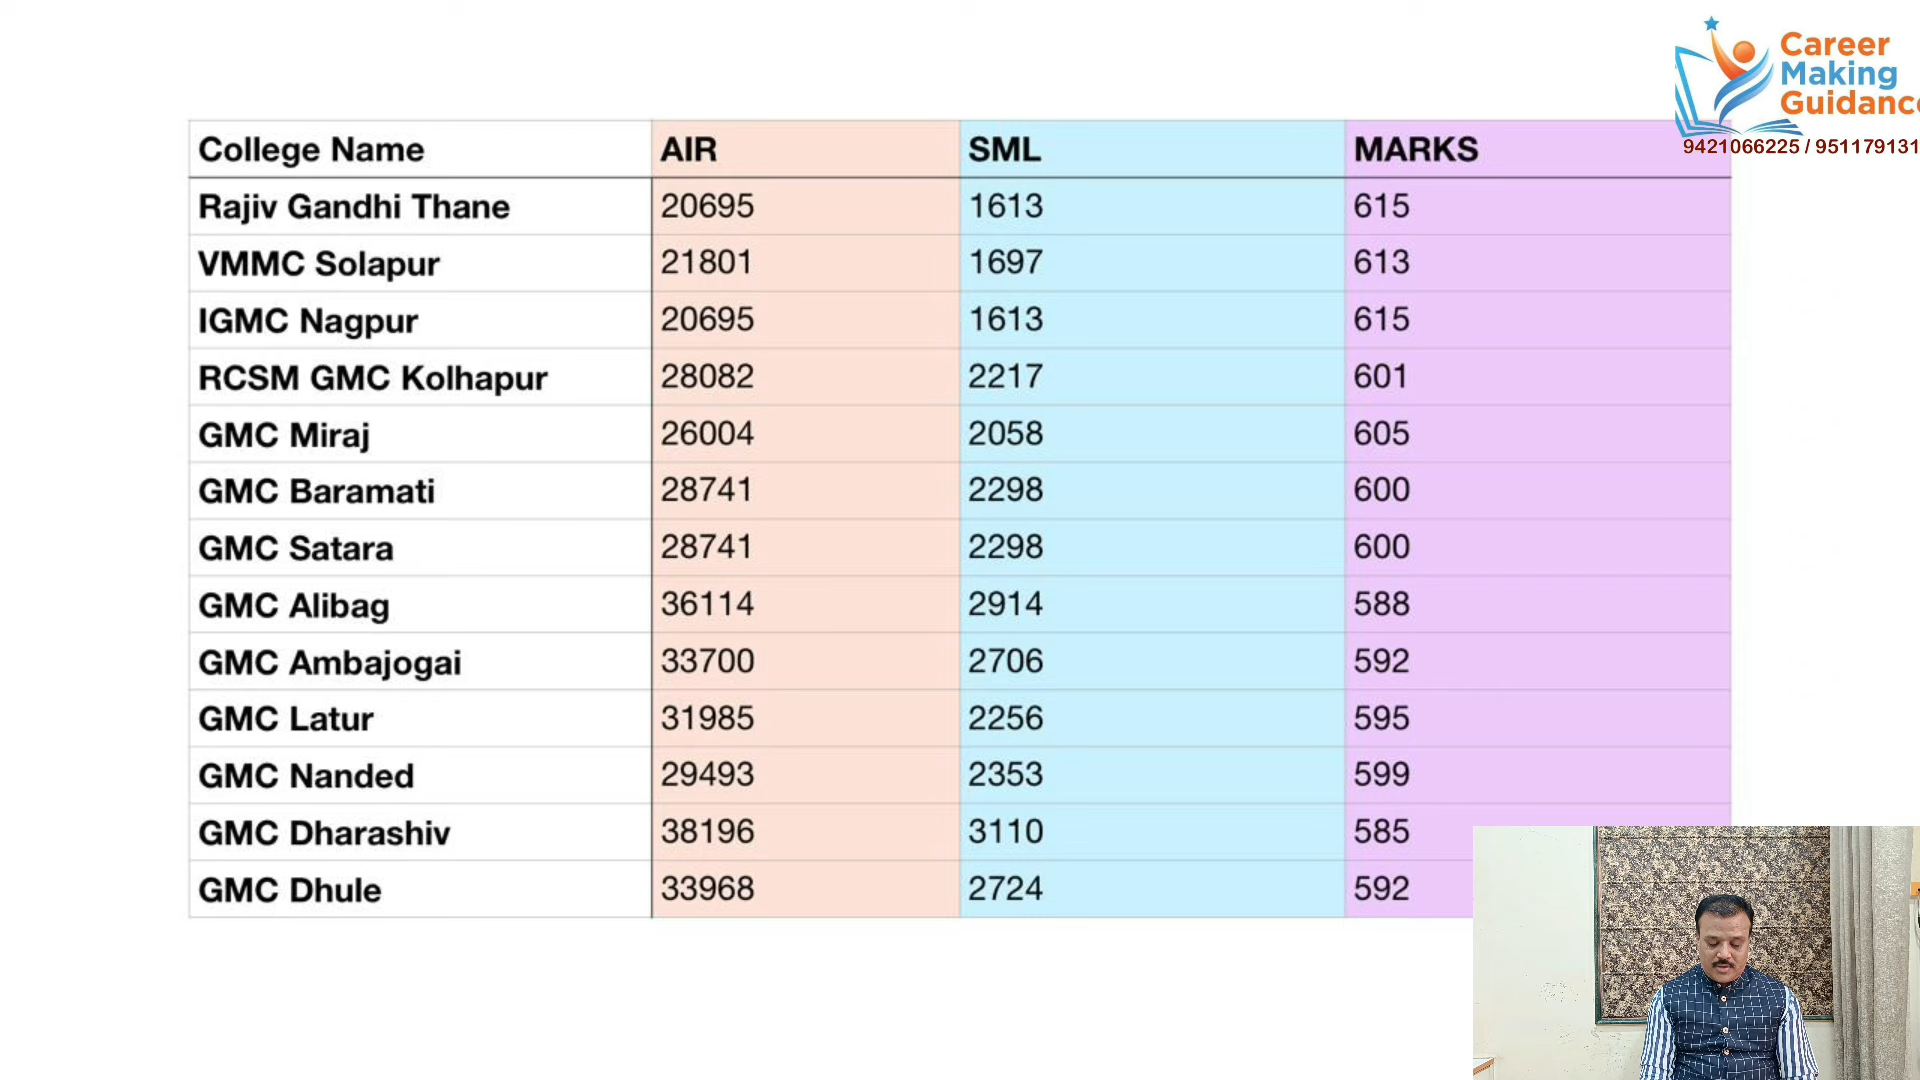 Career
Making
Guidance
9421066225 / 951179131
College Name AIR SML MARKS
Rajiv Gandhi Thane 20695 1613 615
VMMC Solapur 21801 1697 613
IGMC Nagpur 20695 1613 615
RCSM GMC Kolhapur 28082 2217 601
GMC Miraj 26004 2058 605
GMC Baramati 28741 2298 600
GMC Satara 28741 2298 600
GMC Alibag 36114 2914 588
GMC Ambajogai 33700 2706 592
GMC Latur 31985 2256 595
GMC Nanded 29493 2353 599
GMC Dharashiv 38196 3110 585
GMC Dhule 33968 2724 592